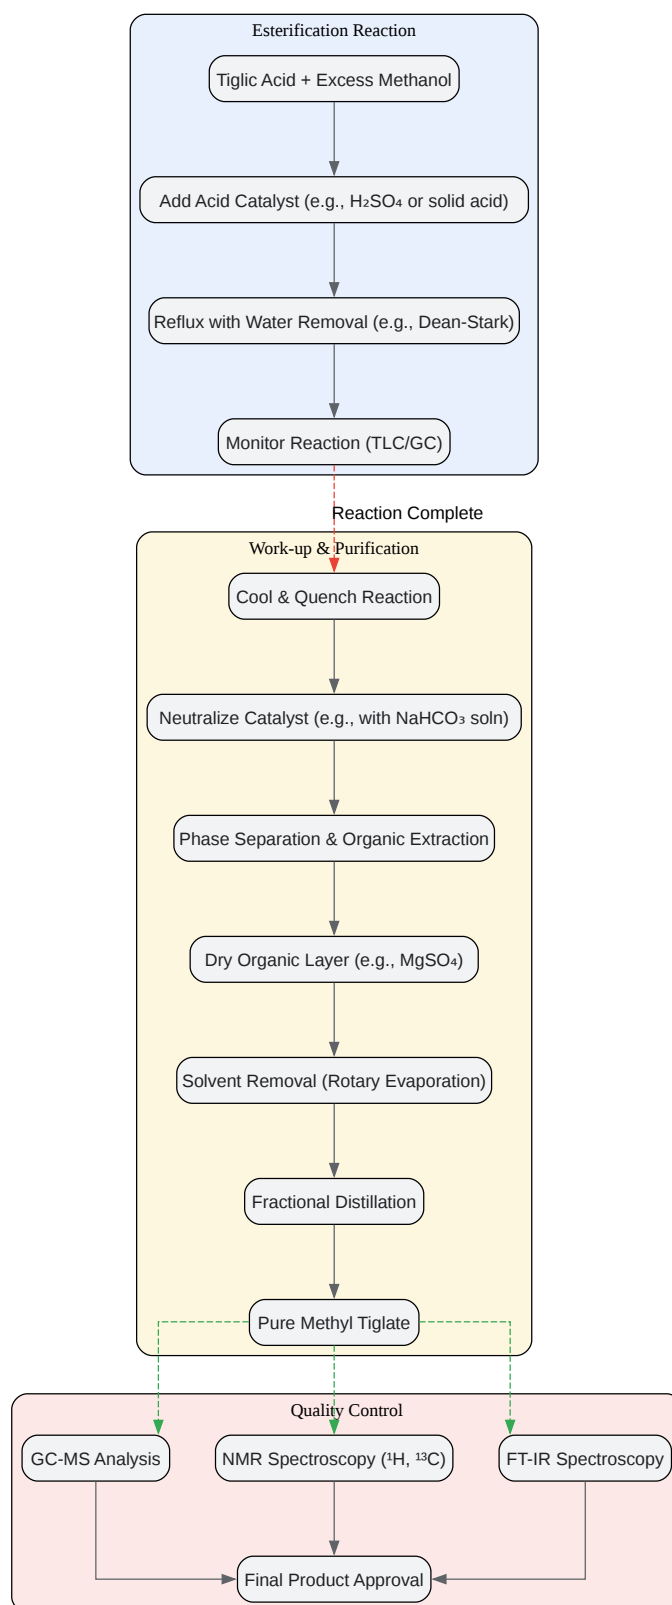 Esterification Reaction
Tiglic Acid + Excess Methanol
Add Acid Catalyst (e.g., H₂SO₄ or solid acid)
Reflux with Water Removal (e.g., Dean-Stark)
Monitor Reaction (TLC/GC)
Reaction Complete
Work-up & Purification
Cool & Quench Reaction
Neutralize Catalyst (e.g., with NaHCO₃ soln)
Phase Separation & Organic Extraction
Dry Organic Layer (e.g., MgSO₄)
Solvent Removal (Rotary Evaporation)
Fractional Distillation
Pure Methyl Tiglate
Quality Control
GC-MS Analysis
NMR Spectroscopy (¹H, ¹³C)
FT-IR Spectroscopy
Final Product Approval